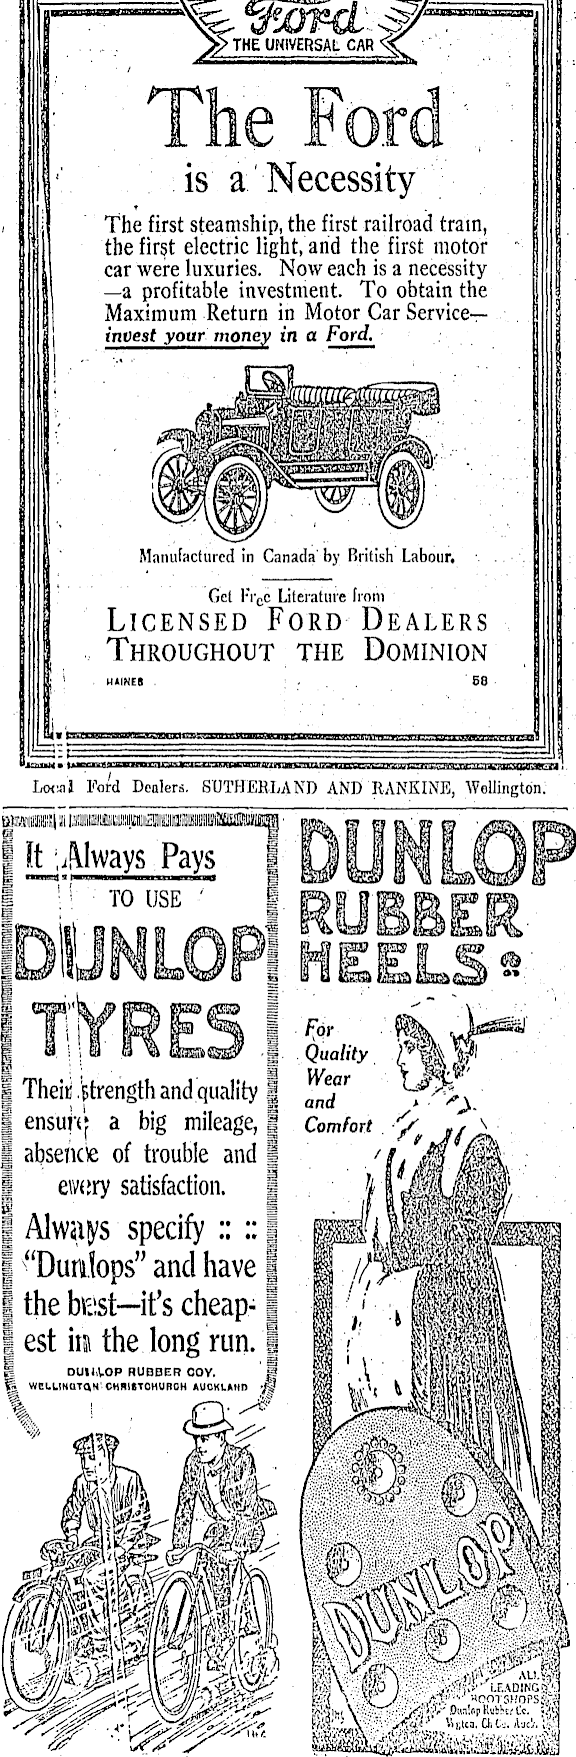 Ford
THE UNIVERSAL CAR
The Ford
is a Necessity
The first steamship, the first railroad train,
the first electric light, and the first motor
car were luxuries. Now each is a necessity
—a profitable investment. To obtain the
Maximum Return in Motor Car Service—
invest your money in a Ford.
Manufactured in Canada by British Labour.
Get Free Literature from
LICENSED FORD DEALERS
THROUGHOUT THE DOMINION
HAINES 58
Local Ford Dealers. SUTHERLAND AND RANKINE, Wellington.
It Always Pays
TO USE
DUNLOP
TYRES
Their strength and quality
ensure a big mileage,
absence of trouble and
every satisfaction.
Always specify :: ::
"Dunlops" and have
the best—it's cheap-
est in the long run.
DUNLOP RUBBER COY.
WELLINGTON CHRISTCHURCH AUCKLAND
DUNLOP
RUBBER
HEELS
For
Quality
Wear
and
Comfort
DUNLOP
ALL
LEADING
BOOTSHOPS
Dunlop Rubber Co.
Wgton. Ch Ch. Auck.